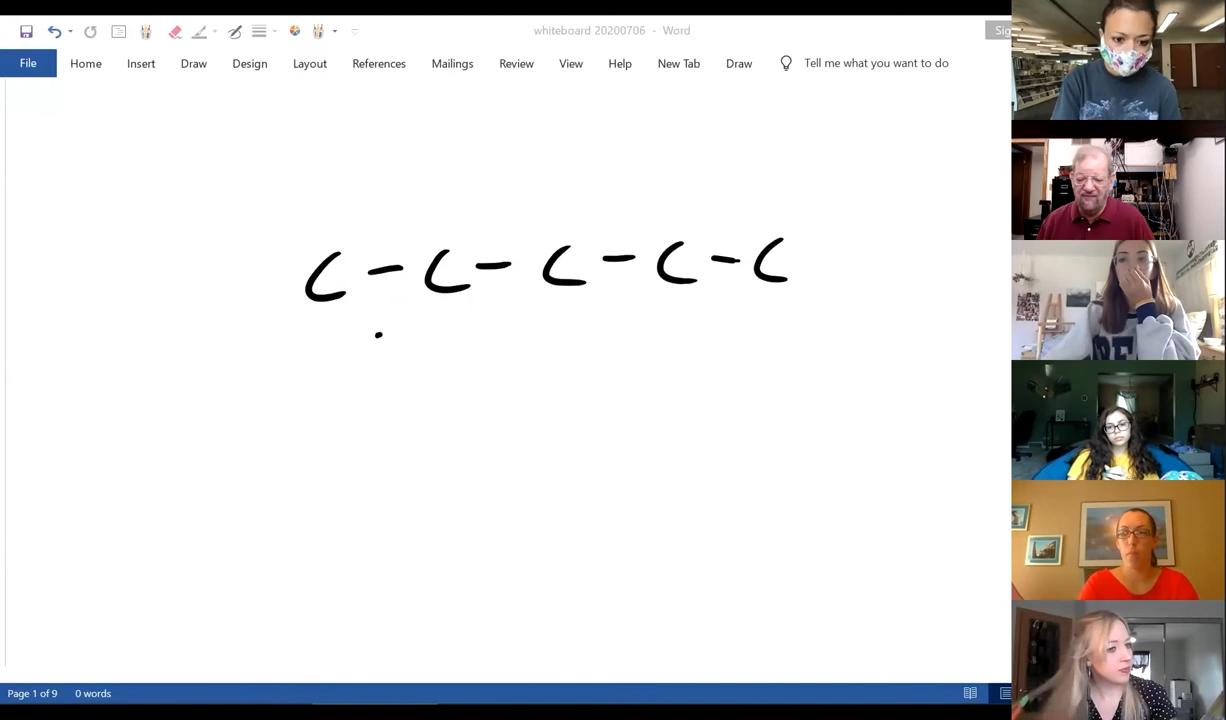 whiteboard 20200706 - Word
File Home Insert Draw Design Layout References Mailings Review View Help New Tab Draw Tell me what you want to do
C - C - C - C - C
Page 1 of 9 0 words